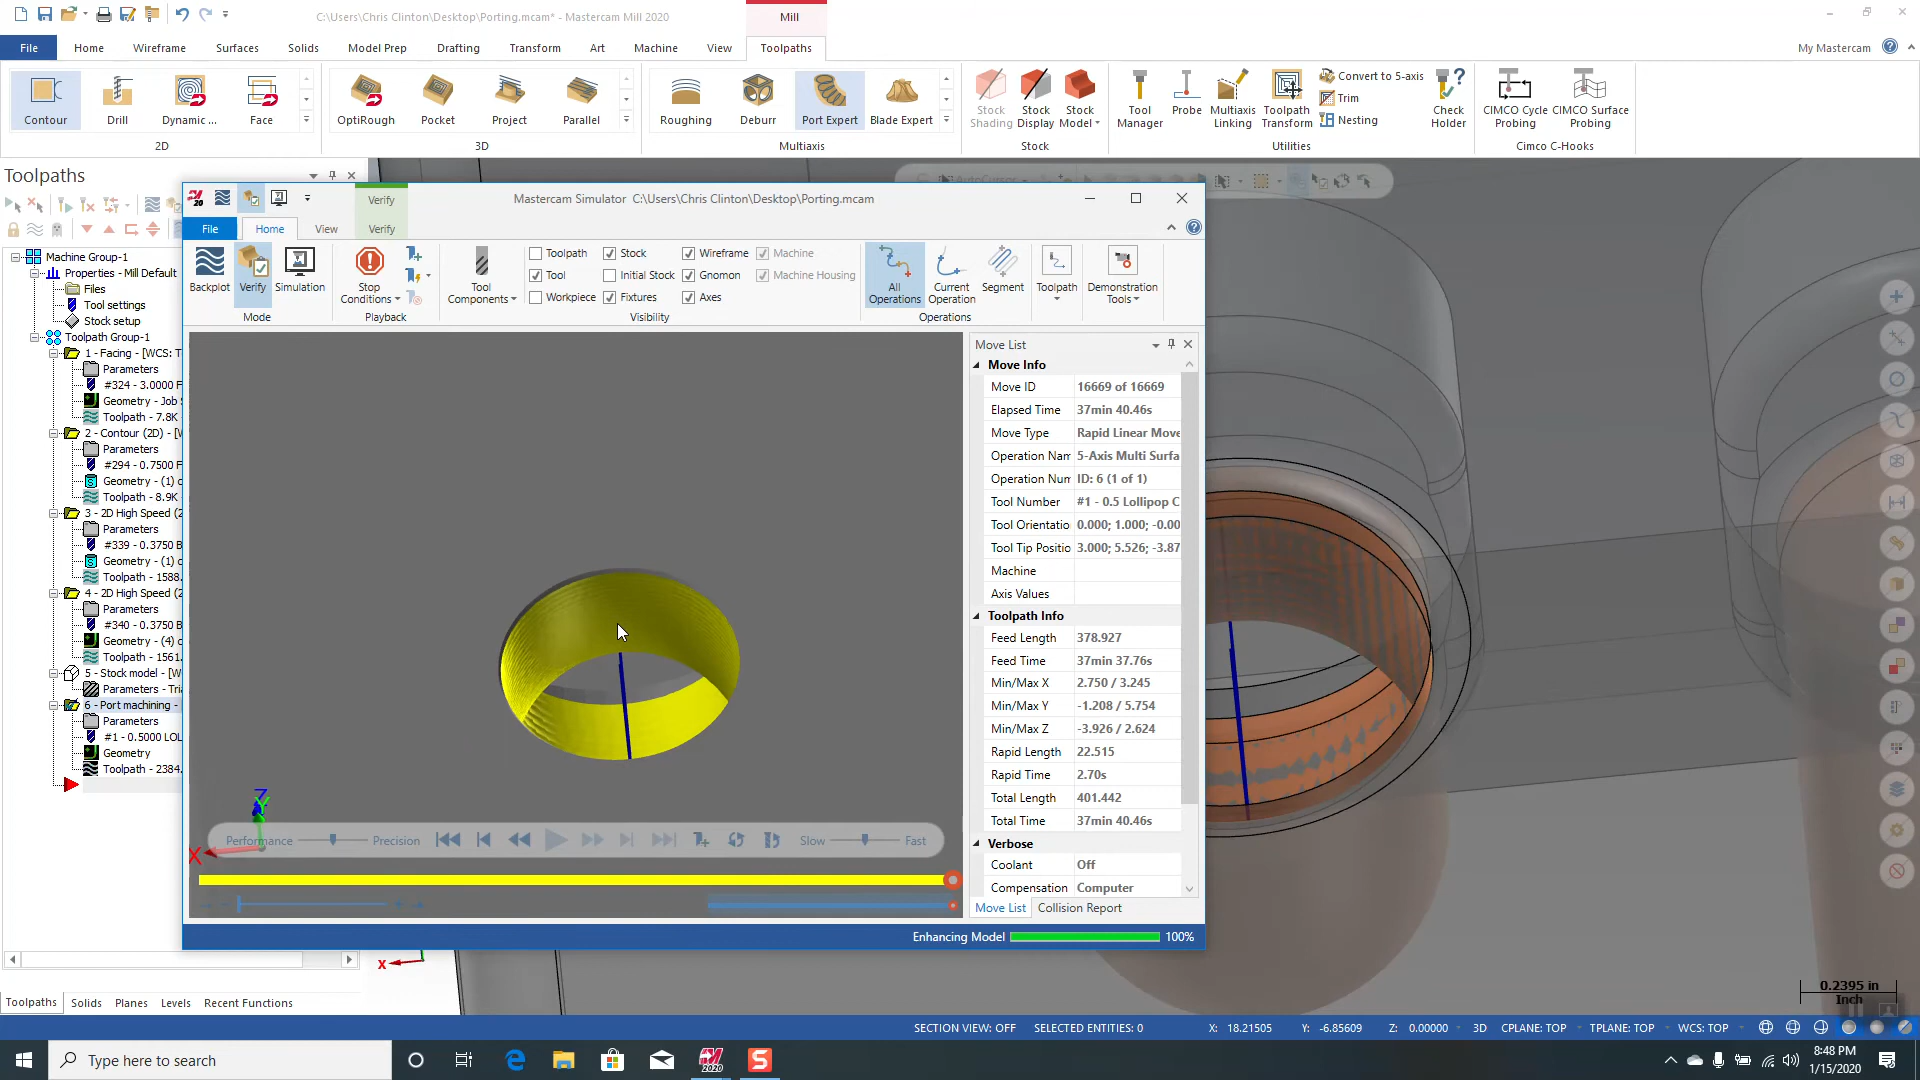 C:\Users\Chris Clinton\Desktop\Porting.mcam* - Mastercam Mill 2020
Mill
File
Home
Wireframe
Surfaces
Solids
Model Prep
Drafting
Transform
Art
Machine
View
Toolpaths
My Mastercam
Contour
Drill
Dynamic ...
Face
2D
OptiRough
Pocket
Project
Parallel
3D
Roughing
Deburr
Port Expert
Blade Expert
Multiaxis
Stock Shading
Stock Display
Stock Model
Stock
Tool Manager
Probe
Multiaxis Linking
Toolpath Transform
Convert to 5-axis
Trim
Nesting
Check Holder
Utilities
CIMCO Cycle Probing
CIMCO Surface Probing
Cimco C-Hooks
Toolpaths
Machine Group-1
Properties - Mill Default
Files
Tool settings
Stock setup
Toolpath Group-1
1 - Facing - [WCS: T
Parameters
#324 - 3.0000 F
Geometry - Job S
Toolpath - 7.8K
2 - Contour (2D) - [W
Parameters
#294 - 0.7500 F
Geometry - (1) c
Toolpath - 8.9K
3 - 2D High Speed (2
Parameters
#339 - 0.3750 B
Geometry - (1) c
Toolpath - 1588.
4 - 2D High Speed (2
Parameters
#340 - 0.3750 B
Geometry - (4) c
Toolpath - 1561.
5 - Stock model - [W
Parameters - Tria
6 - Port machining -
Parameters
#1 - 0.5000 LOL
Geometry
Toolpath - 2384.
Toolpaths
Solids
Planes
Levels
Recent Functions
Verify
Mastercam Simulator C:\Users\Chris Clinton\Desktop\Porting.mcam
File
Home
View
Verify
Backplot
Verify
Simulation
Mode
Stop Conditions
Playback
Tool Components
Toolpath
Tool
Workpiece
Stock
Initial Stock
Fixtures
Wireframe
Gnomon
Axes
Machine
Machine Housing
Visibility
All Operations
Current Operation
Segment
Operations
Toolpath
Demonstration Tools
Z
Y
X
Performance
Precision
Slow
Fast
Move List
Move Info
Move ID 16669 of 16669
Elapsed Time 37min 40.46s
Move Type Rapid Linear Move
Operation Nam 5-Axis Multi Surfa
Operation Num ID: 6 (1 of 1)
Tool Number #1 - 0.5 Lollipop C
Tool Orientatio 0.000; 1.000; -0.00
Tool Tip Positio 3.000; 5.526; -3.87
Machine
Axis Values
Toolpath Info
Feed Length 378.927
Feed Time 37min 37.76s
Min/Max X 2.750 / 3.245
Min/Max Y -1.208 / 5.754
Min/Max Z -3.926 / 2.624
Rapid Length 22.515
Rapid Time 2.70s
Total Length 401.442
Total Time 37min 40.46s
Verbose
Coolant Off
Compensation Computer
Move List
Collision Report
Enhancing Model 100%
X
0.2395 in
Inch
SECTION VIEW: OFF
SELECTED ENTITIES: 0
X: 18.21505
Y: -6.85609
Z: 0.00000
3D
CPLANE: TOP
TPLANE: TOP
WCS: TOP
Type here to search
8:48 PM
1/15/2020